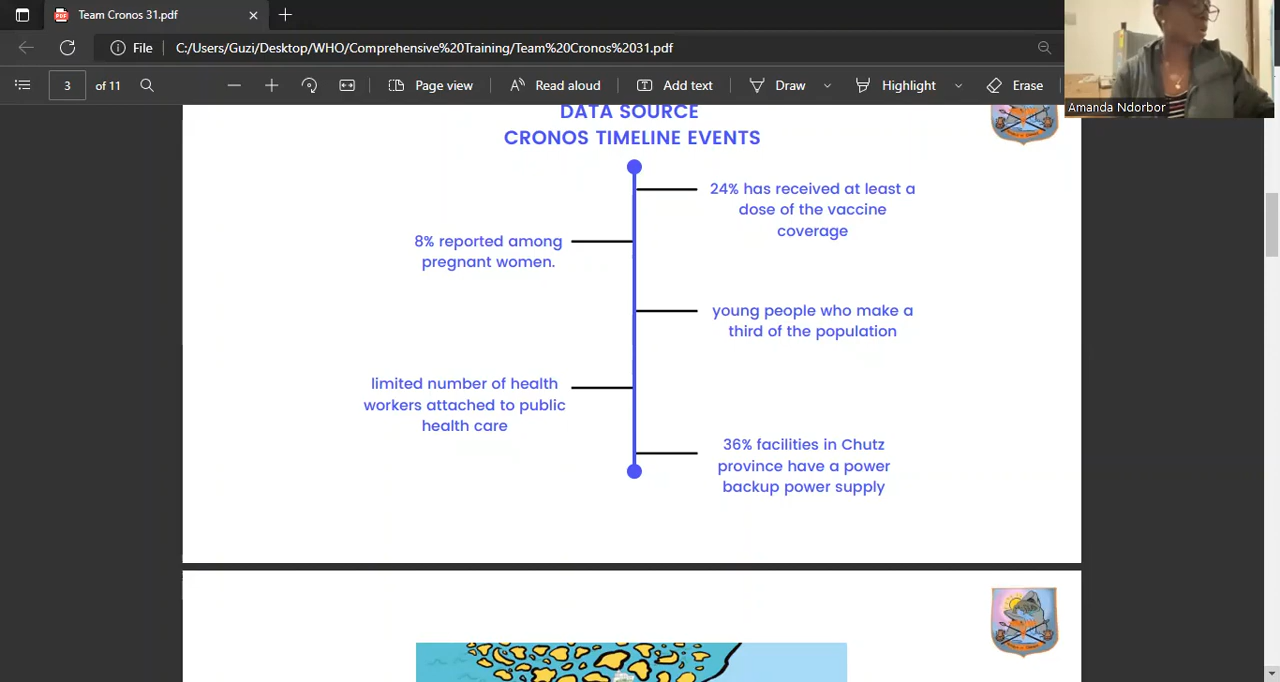 Team Cronos 31.pdf
File
C:/Users/Guzi/Desktop/WHO/Comprehensive%20Training/Team%20Cronos%2031.pdf
3
of 11
Page view
Read aloud
Add text
Draw
Highlight
Erase
Amanda Ndorbor
DATA SOURCE
CRONOS TIMELINE EVENTS
24% has received at least a
dose of the vaccine
coverage
8% reported among
pregnant women.
young people who make a
third of the population
limited number of health
workers attached to public
health care
36% facilities in Chutz
province have a power
backup power supply